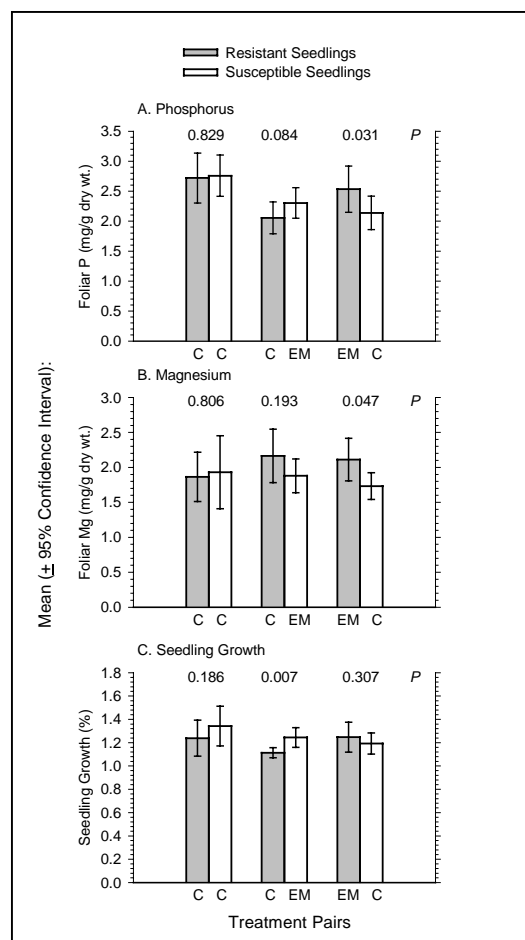 Resistant Seedlings
Susceptible Seedlings
A. Phosphorus
0.829 0.084 0.031 P
3.5
3.0
2.5
2.0
1.5
1.0
0.5
0.0
Foliar P (mg/g dry wt.)
C C C EM EM C
B. Magnesium
0.806 0.193 0.047 P
3.0
2.5
2.0
1.5
1.0
0.5
0.0
Foliar Mg (mg/g dry wt.)
C C C EM EM C
Mean (± 95% Confidence Interval):
C. Seedling Growth
0.186 0.007 0.307 P
1.8
1.6
1.4
1.2
1.0
0.8
0.6
0.4
0.2
0.0
Seedling Growth (%)
C C C EM EM C
Treatment Pairs